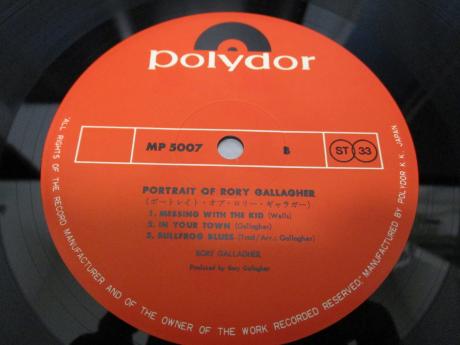 polydor
MP 5007 B ST 33
PORTRAIT OF RORY GALLAGHER
(ポートレイト・オブ・ロリー・ギャラガー)
1. MESSING WITH THE KID (Wells)
2. IN YOUR TOWN (Gallagher)
3. BULLFROG BLUES (Trad/Arr.: Gallagher)
RORY GALLAGHER
Produced by Rory Gallagher
"ALL RIGHTS OF THE RECORD MANUFACTURER AND OF THE OWNER OF THE WORK RECORDED RESERVED." MANUFACTURED BY POLYDOR K.K., JAPAN